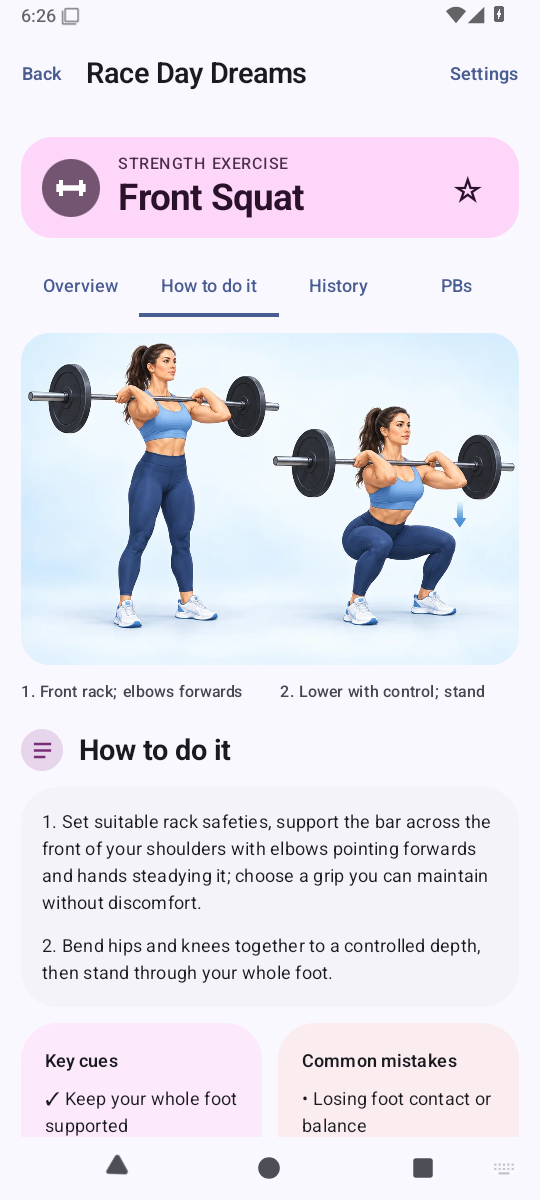 6:26
Back Race Day Dreams Settings
STRENGTH EXERCISE
Front Squat
Overview How to do it History PBs
1. Front rack; elbows forwards 2. Lower with control; stand
How to do it
1. Set suitable rack safeties, support the bar across the
front of your shoulders with elbows pointing forwards
and hands steadying it; choose a grip you can maintain
without discomfort.
2. Bend hips and knees together to a controlled depth,
then stand through your whole foot.
Key cues
✓ Keep your whole foot
supported
Common mistakes
• Losing foot contact or
balance